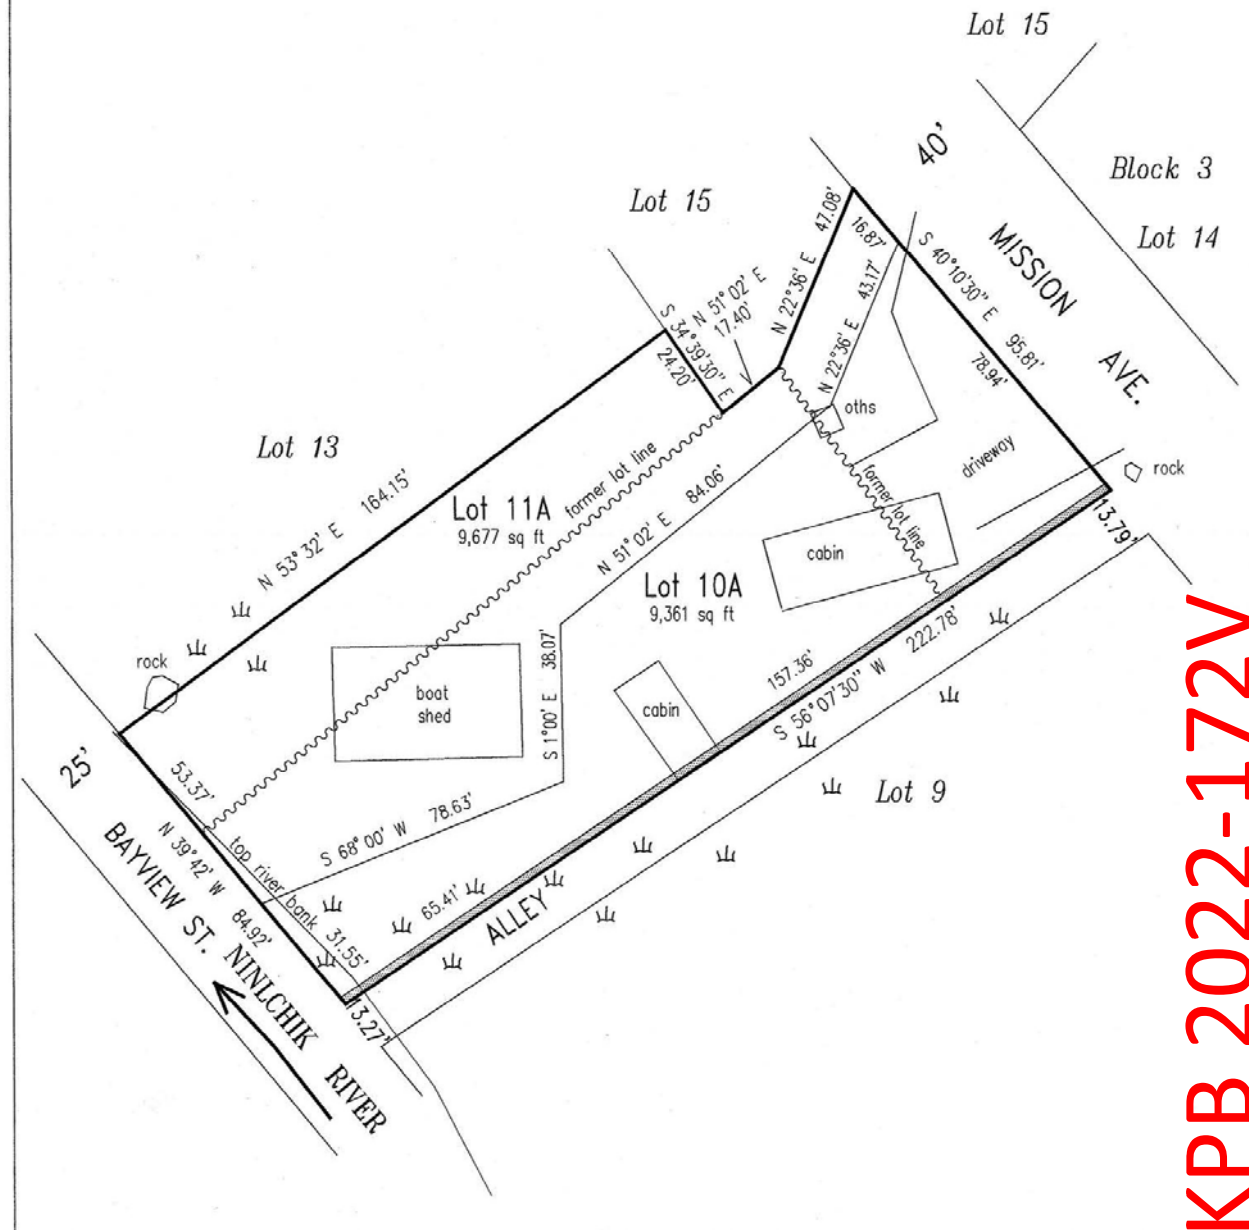 Lot 15
40'
Block 3
Lot 15
47.08'
16.87'
MISSION AVE.
Lot 14
N 22°36' E
43.17'
S 40°10'30" E 95.81'
N 51°02' E
17.40'
S 34°39'30" E
24.20'
N 22°36' E
78.94'
oths
Lot 13
former lot line
driveway
rock
N 53°32' E 164.15'
Lot 11A
9,677 sq ft
former lot line
N 51°02' E 84.06'
13.79'
cabin
Lot 10A
9,361 sq ft
rock
S 1°00' E 38.07'
157.36'
S 56°07'30" W 222.78'
boat
shed
cabin
25'
53.37'
S 68°00' W 78.63'
Lot 9
N 39°42' W 84.92'
top river bank
31.55'
65.41'
ALLEY
BAYVIEW ST.
NINLCHIK RIVER
13.27'
KPB 2022-172V